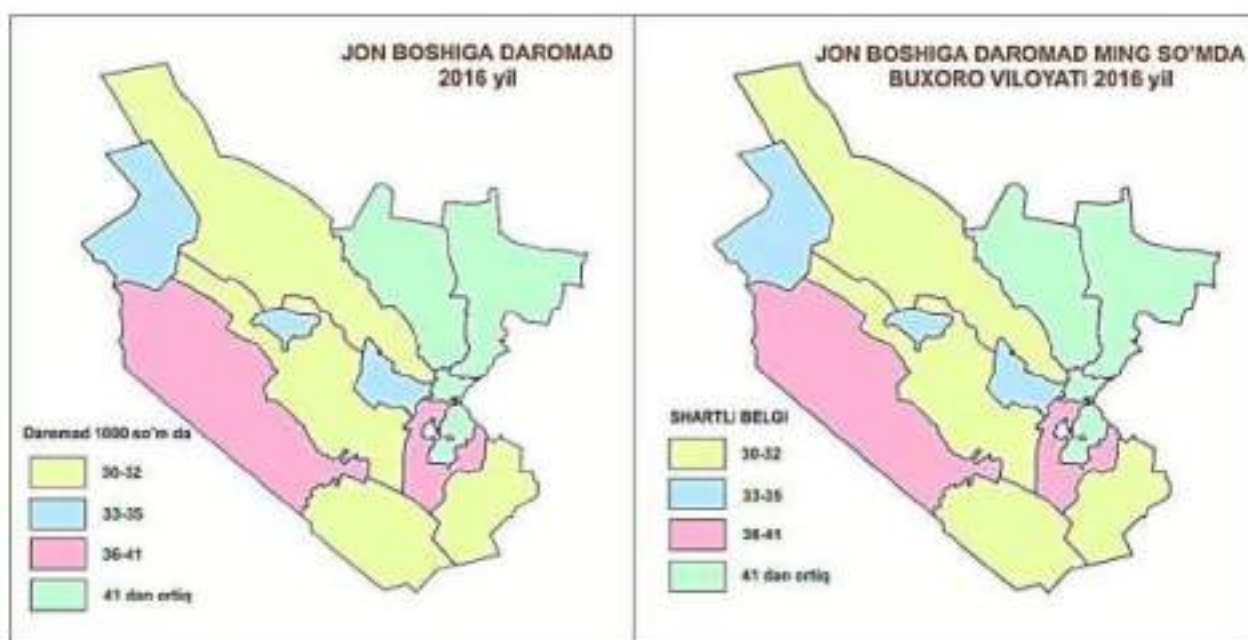 JON BOSHIGA DAROMAD
2016 yil
Daromad 1000 so'm da
30-32
33-35
36-41
41 dan ortiq
JON BOSHIGA DAROMAD MING SO'MDA
BUXORO VILOYATI 2016 yil
SHARTLI BELGI
30-32
33-35
36-41
41 dan ortiq